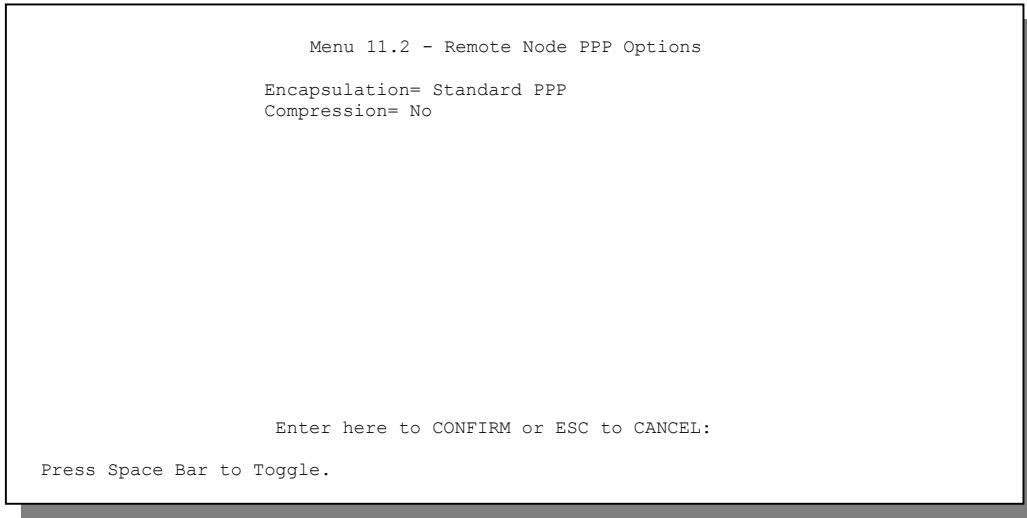 Menu 11.2 - Remote Node PPP Options
Encapsulation= Standard PPP
Compression= No
Enter here to CONFIRM or ESC to CANCEL:
Press Space Bar to Toggle.